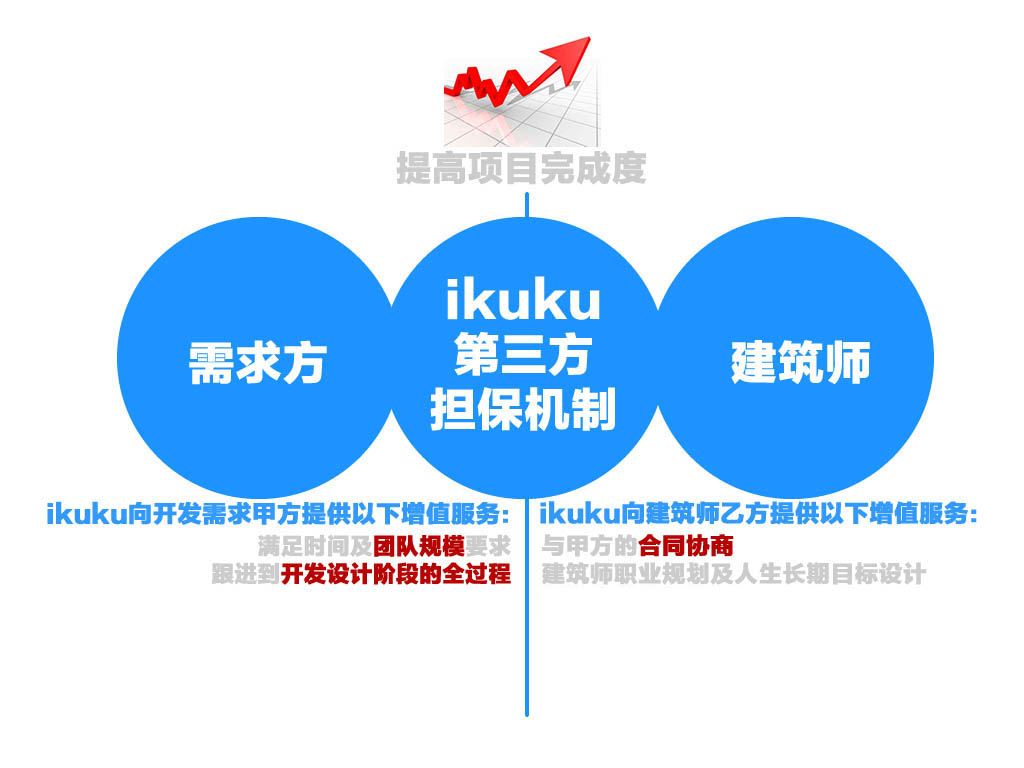 提高项目完成度
需求方
ikuku
第三方
担保机制
建筑师
ikuku向开发需求甲方提供以下增值服务:
满足时间及团队规模要求
跟进到开发设计阶段的全过程
ikuku向建筑师乙方提供以下增值服务:
与甲方的合同协商
建筑师职业规划及人生长期目标设计